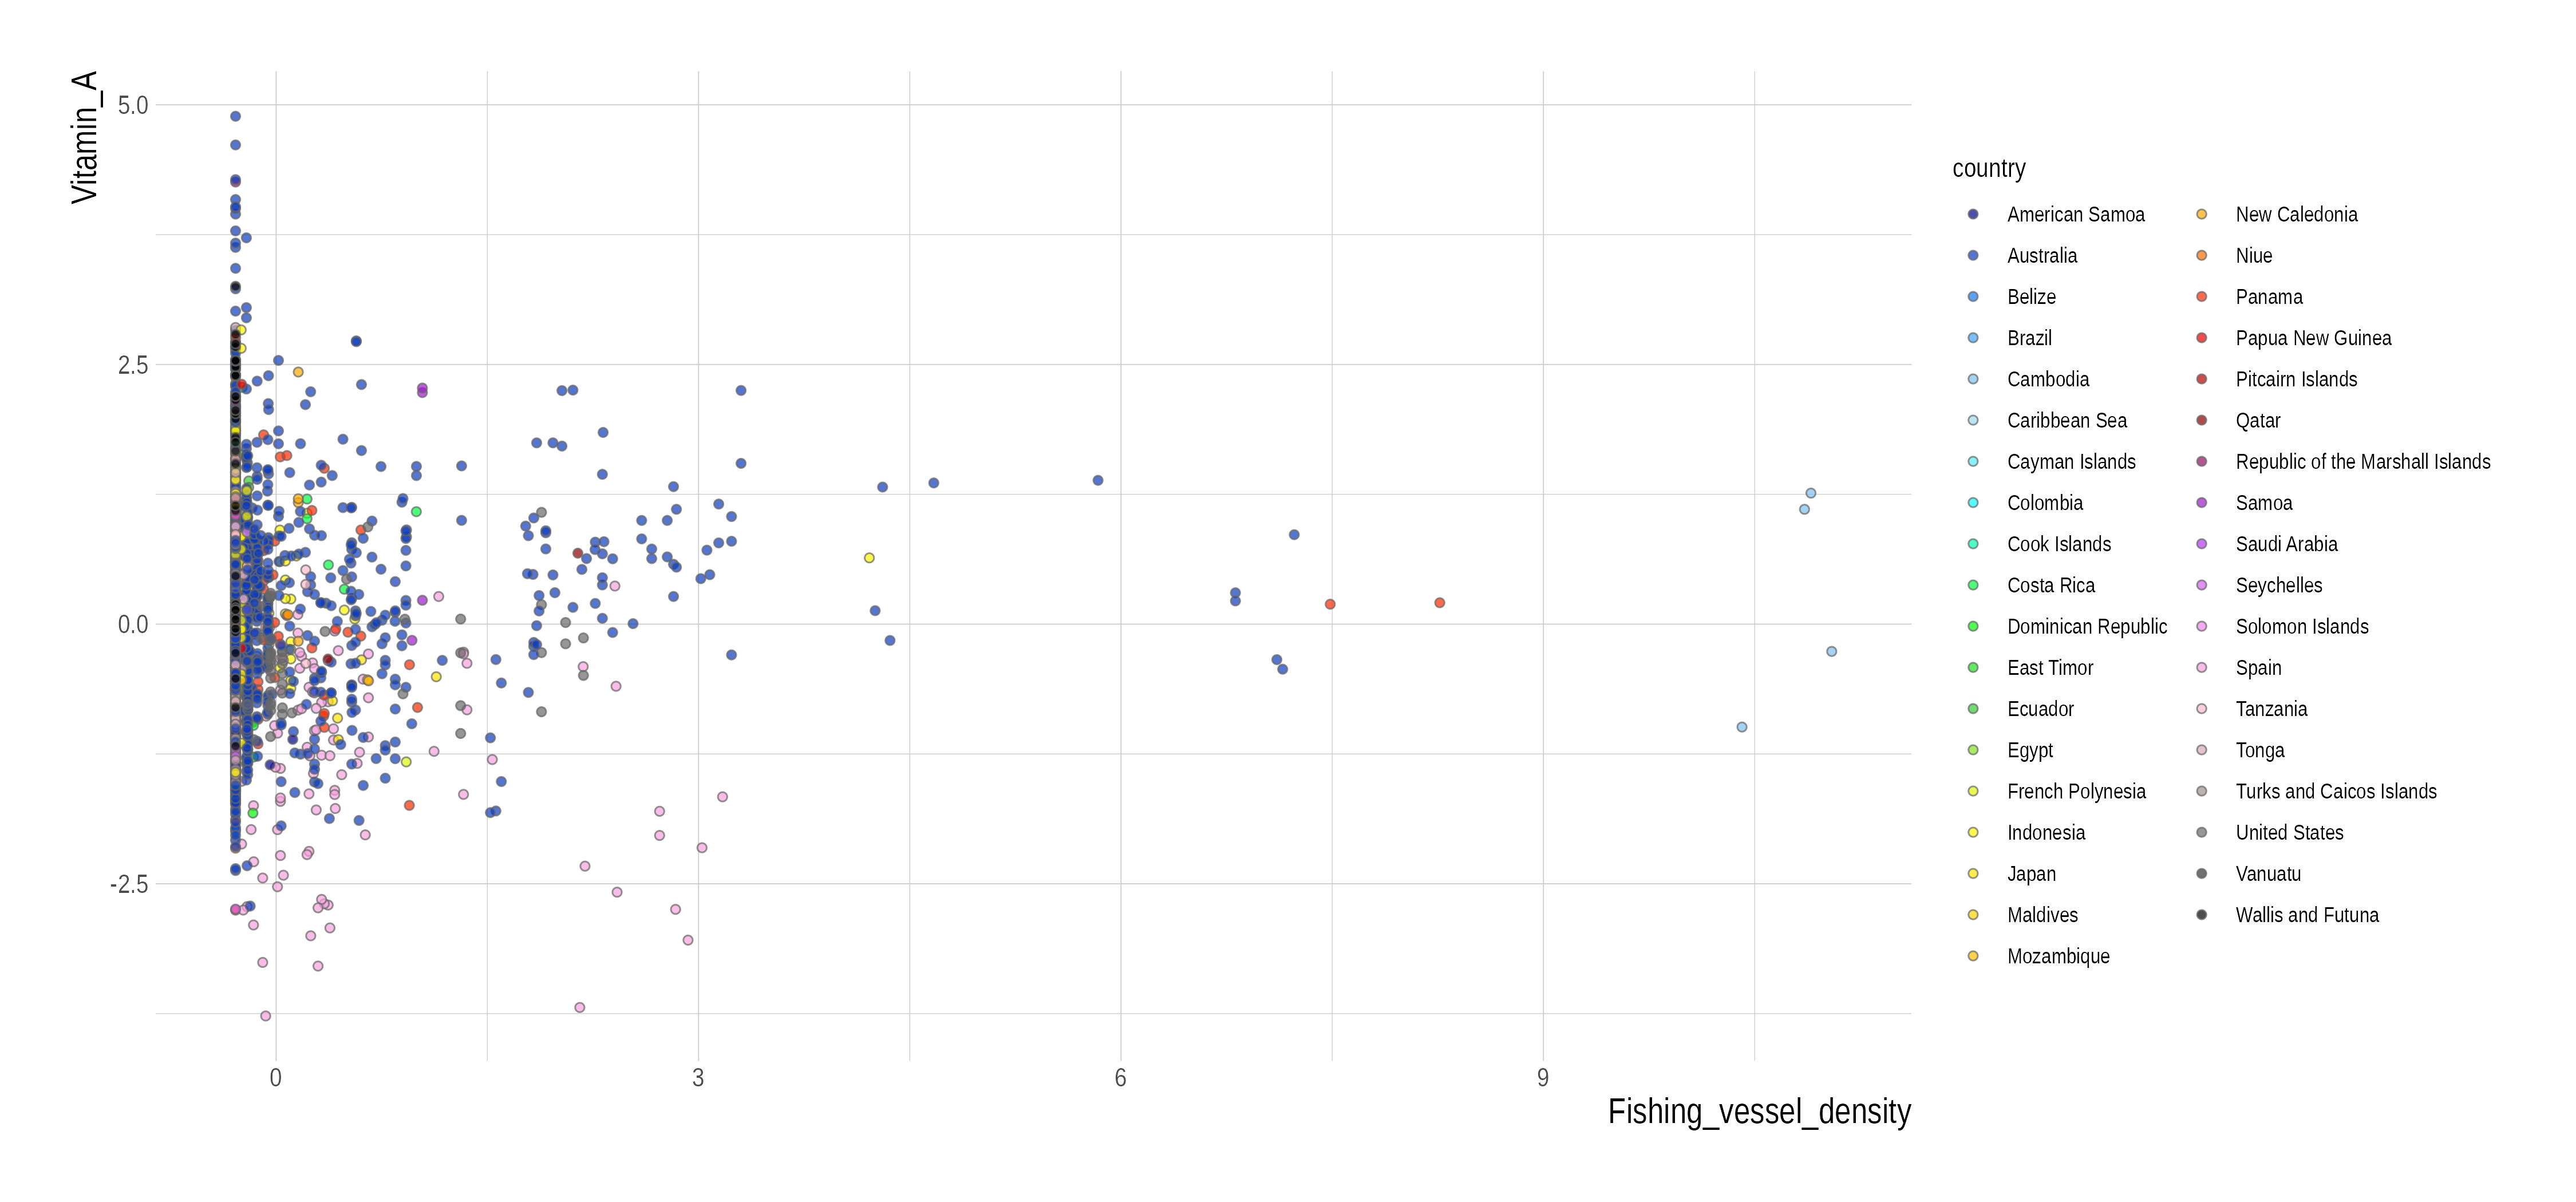 Vitamin_A
5.0
2.5
0.0
-2.5
0
3
6
9
Fishing_vessel_density
country
American Samoa
Australia
Belize
Brazil
Cambodia
Caribbean Sea
Cayman Islands
Colombia
Cook Islands
Costa Rica
Dominican Republic
East Timor
Ecuador
Egypt
French Polynesia
Indonesia
Japan
Maldives
Mozambique
New Caledonia
Niue
Panama
Papua New Guinea
Pitcairn Islands
Qatar
Republic of the Marshall Islands
Samoa
Saudi Arabia
Seychelles
Solomon Islands
Spain
Tanzania
Tonga
Turks and Caicos Islands
United States
Vanuatu
Wallis and Futuna